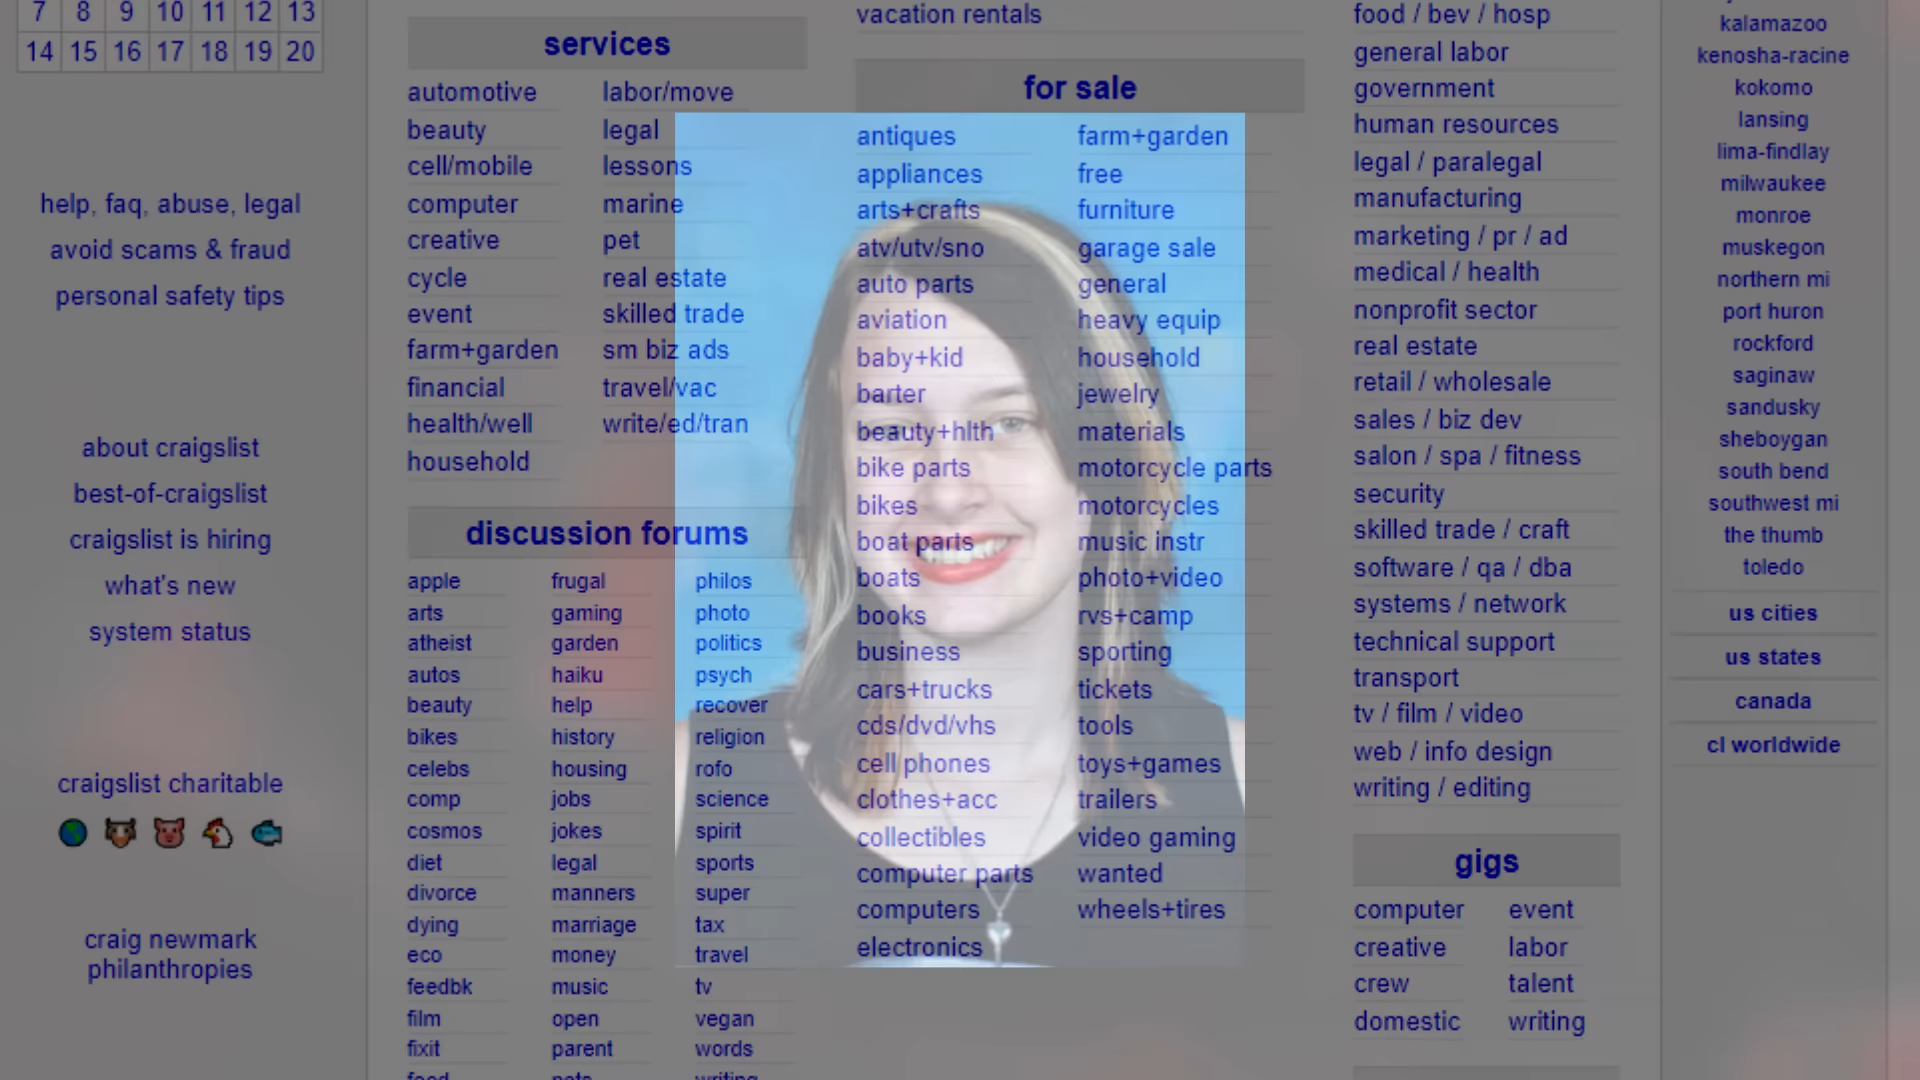 7 8 9 10 11 12 13
14 15 16 17 18 19 20
help, faq, abuse, legal
avoid scams & fraud
personal safety tips
about craigslist
best-of-craigslist
craigslist is hiring
what's new
system status
craigslist charitable
craig newmark
philanthropies
services
automotive
beauty
cell/mobile
computer
creative
cycle
event
farm+garden
financial
health/well
household
labor/move
legal
lessons
marine
pet
real estate
skilled trade
sm biz ads
travel/vac
write/ed/tran
discussion forums
apple
arts
atheist
autos
beauty
bikes
celebs
comp
cosmos
diet
divorce
dying
eco
feedbk
film
fixit
food
frugal
gaming
garden
haiku
help
history
housing
jobs
jokes
legal
manners
marriage
money
music
open
parent
pets
philos
photo
politics
psych
recover
religion
rofo
science
spirit
sports
super
tax
travel
tv
vegan
words
writing
vacation rentals
for sale
antiques
appliances
arts+crafts
atv/utv/sno
auto parts
aviation
baby+kid
barter
beauty+hlth
bike parts
bikes
boat parts
boats
books
business
cars+trucks
cds/dvd/vhs
cell phones
clothes+acc
collectibles
computer parts
computers
electronics
farm+garden
free
furniture
garage sale
general
heavy equip
household
jewelry
materials
motorcycle parts
motorcycles
music instr
photo+video
rvs+camp
sporting
tickets
tools
toys+games
trailers
video gaming
wanted
wheels+tires
food / bev / hosp
general labor
government
human resources
legal / paralegal
manufacturing
marketing / pr / ad
medical / health
nonprofit sector
real estate
retail / wholesale
sales / biz dev
salon / spa / fitness
security
skilled trade / craft
software / qa / dba
systems / network
technical support
transport
tv / film / video
web / info design
writing / editing
gigs
computer
creative
crew
domestic
event
labor
talent
writing
kalamazoo
kenosha-racine
kokomo
lansing
lima-findlay
milwaukee
monroe
muskegon
northern mi
port huron
rockford
saginaw
sandusky
sheboygan
south bend
southwest mi
the thumb
toledo
us cities
us states
canada
cl worldwide